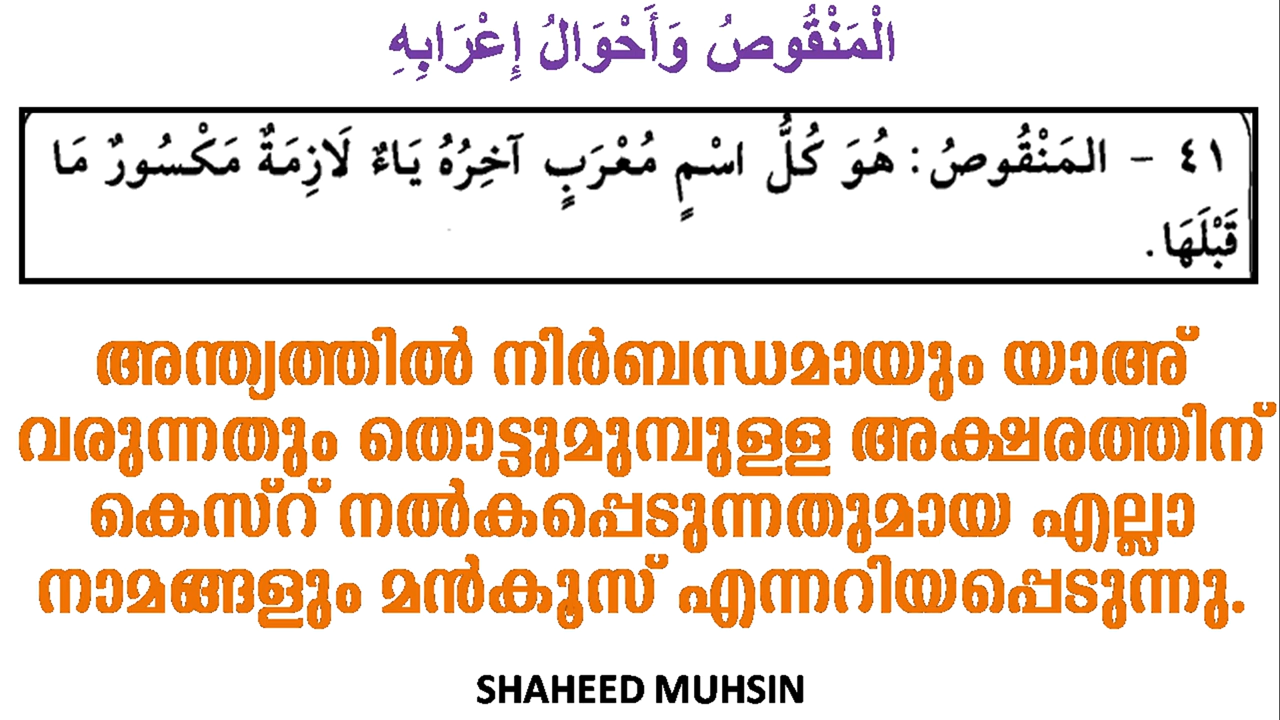 الْمَنْقُوصُ وَأَحْوَالُ إِعْرَابِهِ
٤١ - المَنْقُوصُ: هُوَ كُلُّ اسْمٍ مُعْرَبٍ آخِرُهُ يَاءٌ لَازِمَةٌ مَكْسُورٌ مَا
قَبْلَهَا.
അന്ത്യത്തിൽ നിർബന്ധമായും യാഅ്
വരുന്നതും തൊട്ടുമുമ്പുളള അക്ഷരത്തിന്
കെസ്റ് നൽകപ്പെടുന്നതുമായ എല്ലാ
നാമങ്ങളും മൻകൂസ് എന്നറിയപ്പെടുന്നു.
SHAHEED MUHSIN